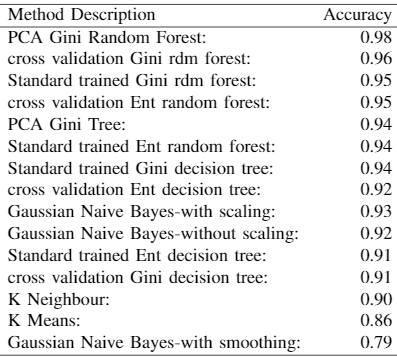 Method Description Accuracy
PCA Gini Random Forest: 0.98
cross validation Gini rdm forest: 0.96
Standard trained Gini rdm forest: 0.95
cross validation Ent random forest: 0.95
PCA Gini Tree: 0.94
Standard trained Ent random forest: 0.94
Standard trained Gini decision tree: 0.94
cross validation Ent decision tree: 0.92
Gaussian Naive Bayes-with scaling: 0.93
Gaussian Naive Bayes-without scaling: 0.92
Standard trained Ent decision tree: 0.91
cross validation Gini decision tree: 0.91
K Neighbour: 0.90
K Means: 0.86
Gaussian Naive Bayes-with smoothing: 0.79